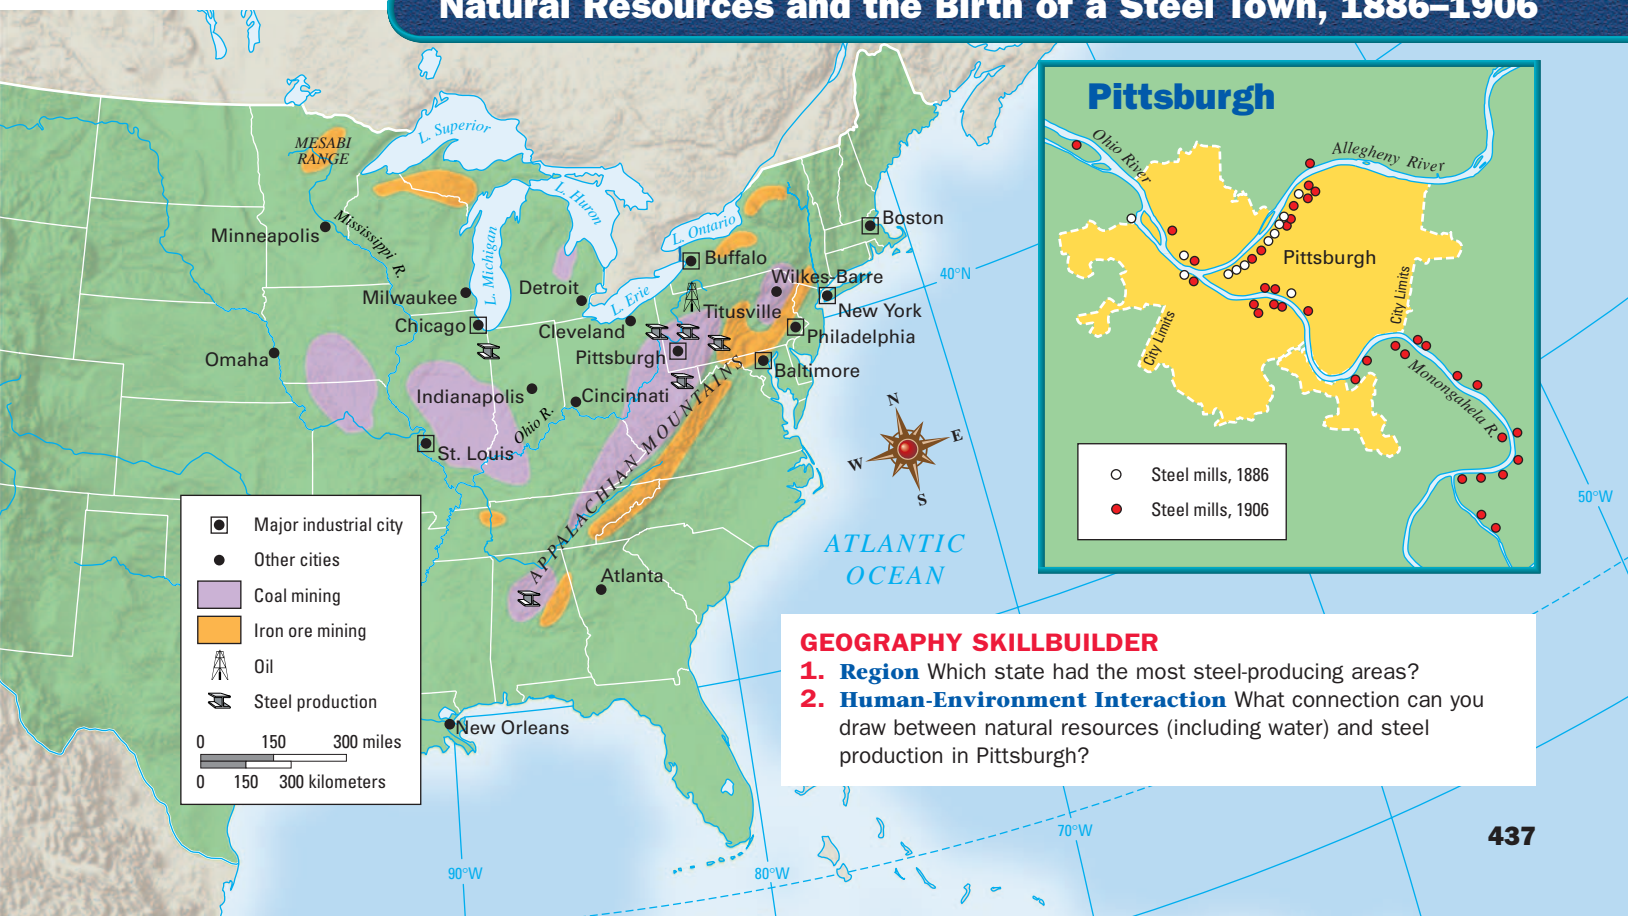 Natural Resources and the Birth of a Steel Town, 1886–1906
MESABI
RANGE
L. Superior
Minneapolis
Mississippi R.
L. Michigan
L. Huron
L. Ontario
Boston
Buffalo
40°N
Milwaukee
Detroit
L. Erie
Wilkes-Barre
Chicago
Cleveland
Titusville
New York
Omaha
Pittsburgh
Philadelphia
Baltimore
Indianapolis
Cincinnati
Ohio R.
St. Louis
APPALACHIAN MOUNTAINS
Atlanta
New Orleans
N
E
W
S
ATLANTIC
OCEAN
Major industrial city
Other cities
Coal mining
Iron ore mining
Oil
Steel production
0 150 300 miles
0 150 300 kilometers
90°W
80°W
70°W
50°W
Pittsburgh
Ohio River
Allegheny River
Pittsburgh
City Limits
City Limits
Monongahela R.
Steel mills, 1886
Steel mills, 1906
GEOGRAPHY SKILLBUILDER
1. Region Which state had the most steel-producing areas?
2. Human-Environment Interaction What connection can you
draw between natural resources (including water) and steel
production in Pittsburgh?
437